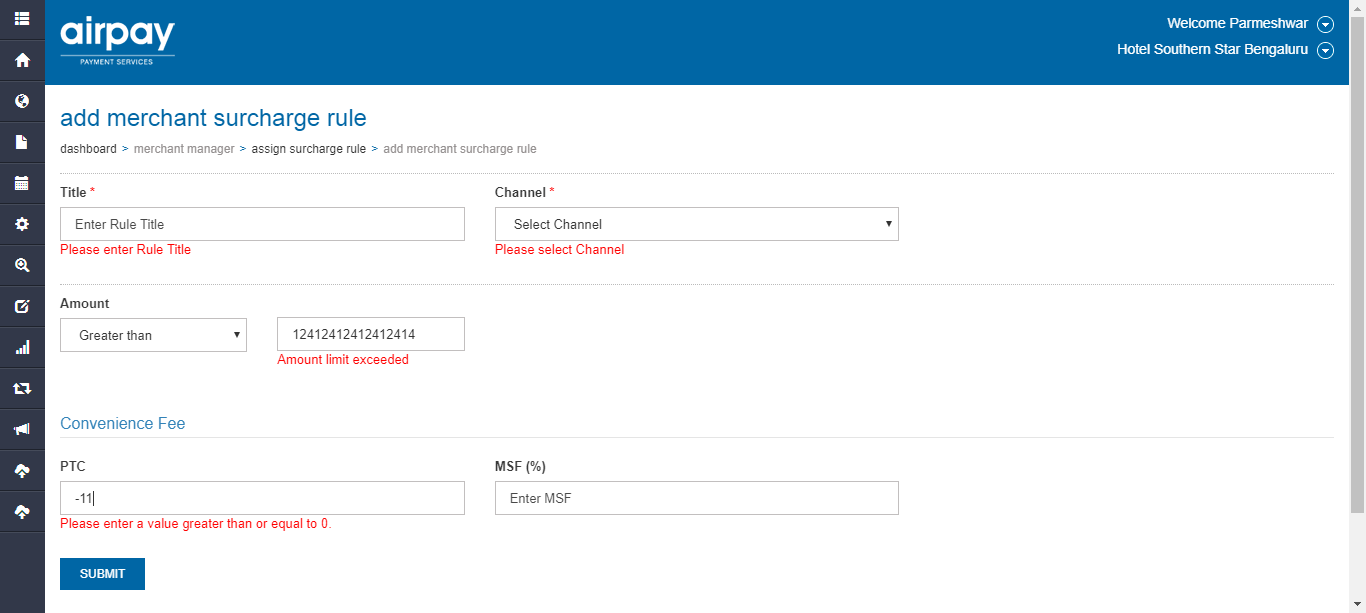 airpay
PAYMENT SERVICES
Welcome Parmeshwar
Hotel Southern Star Bengaluru
add merchant surcharge rule
dashboard > merchant manager > assign surcharge rule > add merchant surcharge rule
Title * Channel *
Enter Rule Title Select Channel
Please enter Rule Title Please select Channel
Amount
Greater than 12412412412412414
Amount limit exceeded
Convenience Fee
PTC MSF (%)
-11 Enter MSF
Please enter a value greater than or equal to 0.
SUBMIT